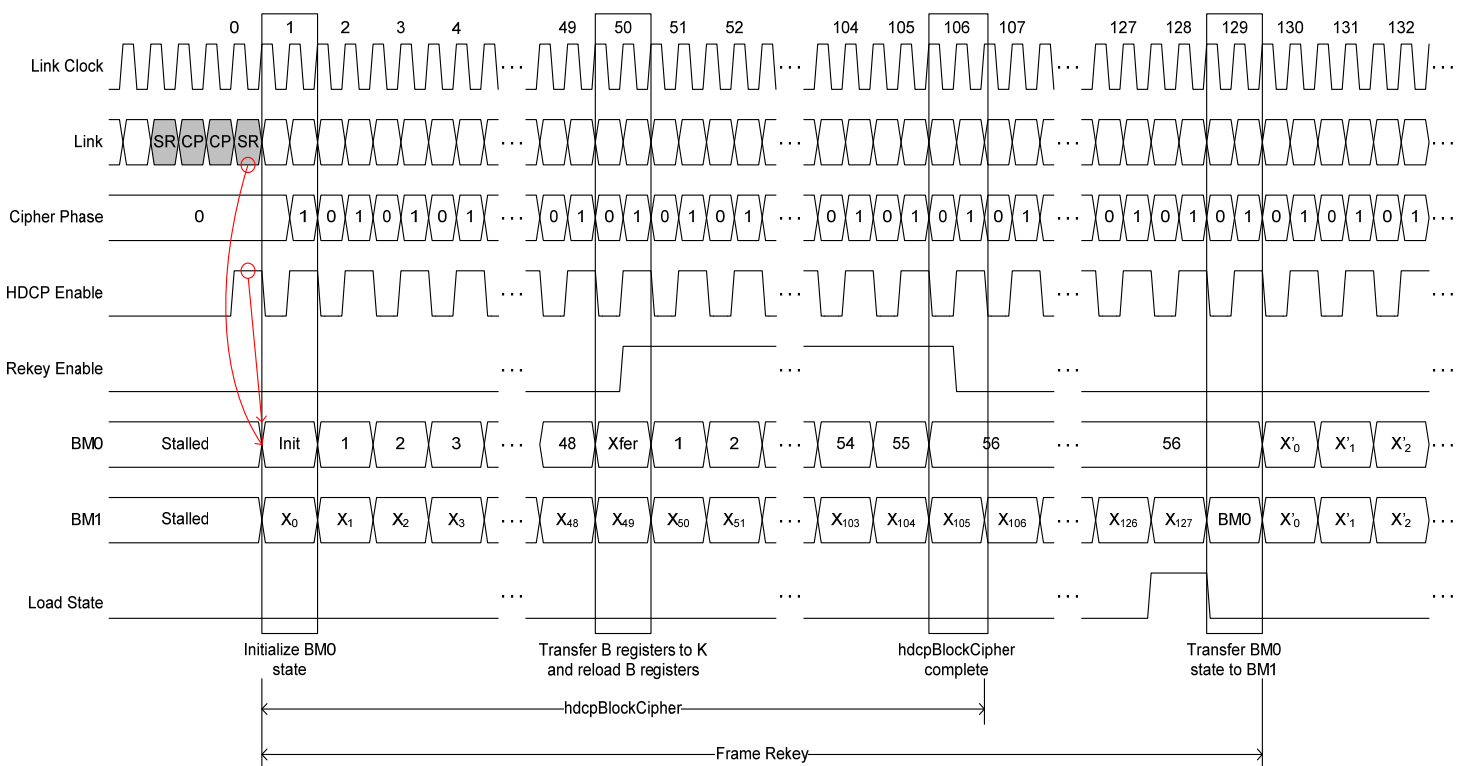 0 1 2 3 4 49 50 51 52 104 105 106 107 127 128 129 130 131 132
Link Clock ... ... ... ...
Link SR CP CP SR ... ... ... ...
Cipher Phase 0 1 0 1 0 1 0 1 ... 0 1 0 1 0 1 0 1 ... 0 1 0 1 0 1 0 1 ... 0 1 0 1 0 1 0 1 0 1 0 1 ...
HDCP Enable ... ... ... ...
Rekey Enable ... ... ... ...
BM0 Stalled Init 1 2 3 ... 48 Xfer 1 2 ... 54 55 56 ... 56 X'₀ X'₁ X'₂ ...
BM1 Stalled X₀ X₁ X₂ X₃ ... X₄₈ X₄₉ X₅₀ X₅₁ ... X₁₀₃ X₁₀₄ X₁₀₅ X₁₀₆ ... X₁₂₆ X₁₂₇ BM0 X'₀ X'₁ X'₂ ...
Load State ... ... ... ...
Initialize BM0
state
Transfer B registers to K
and reload B registers
hdcpBlockCipher
complete
Transfer BM0
state to BM1
hdcpBlockCipher
Frame Rekey